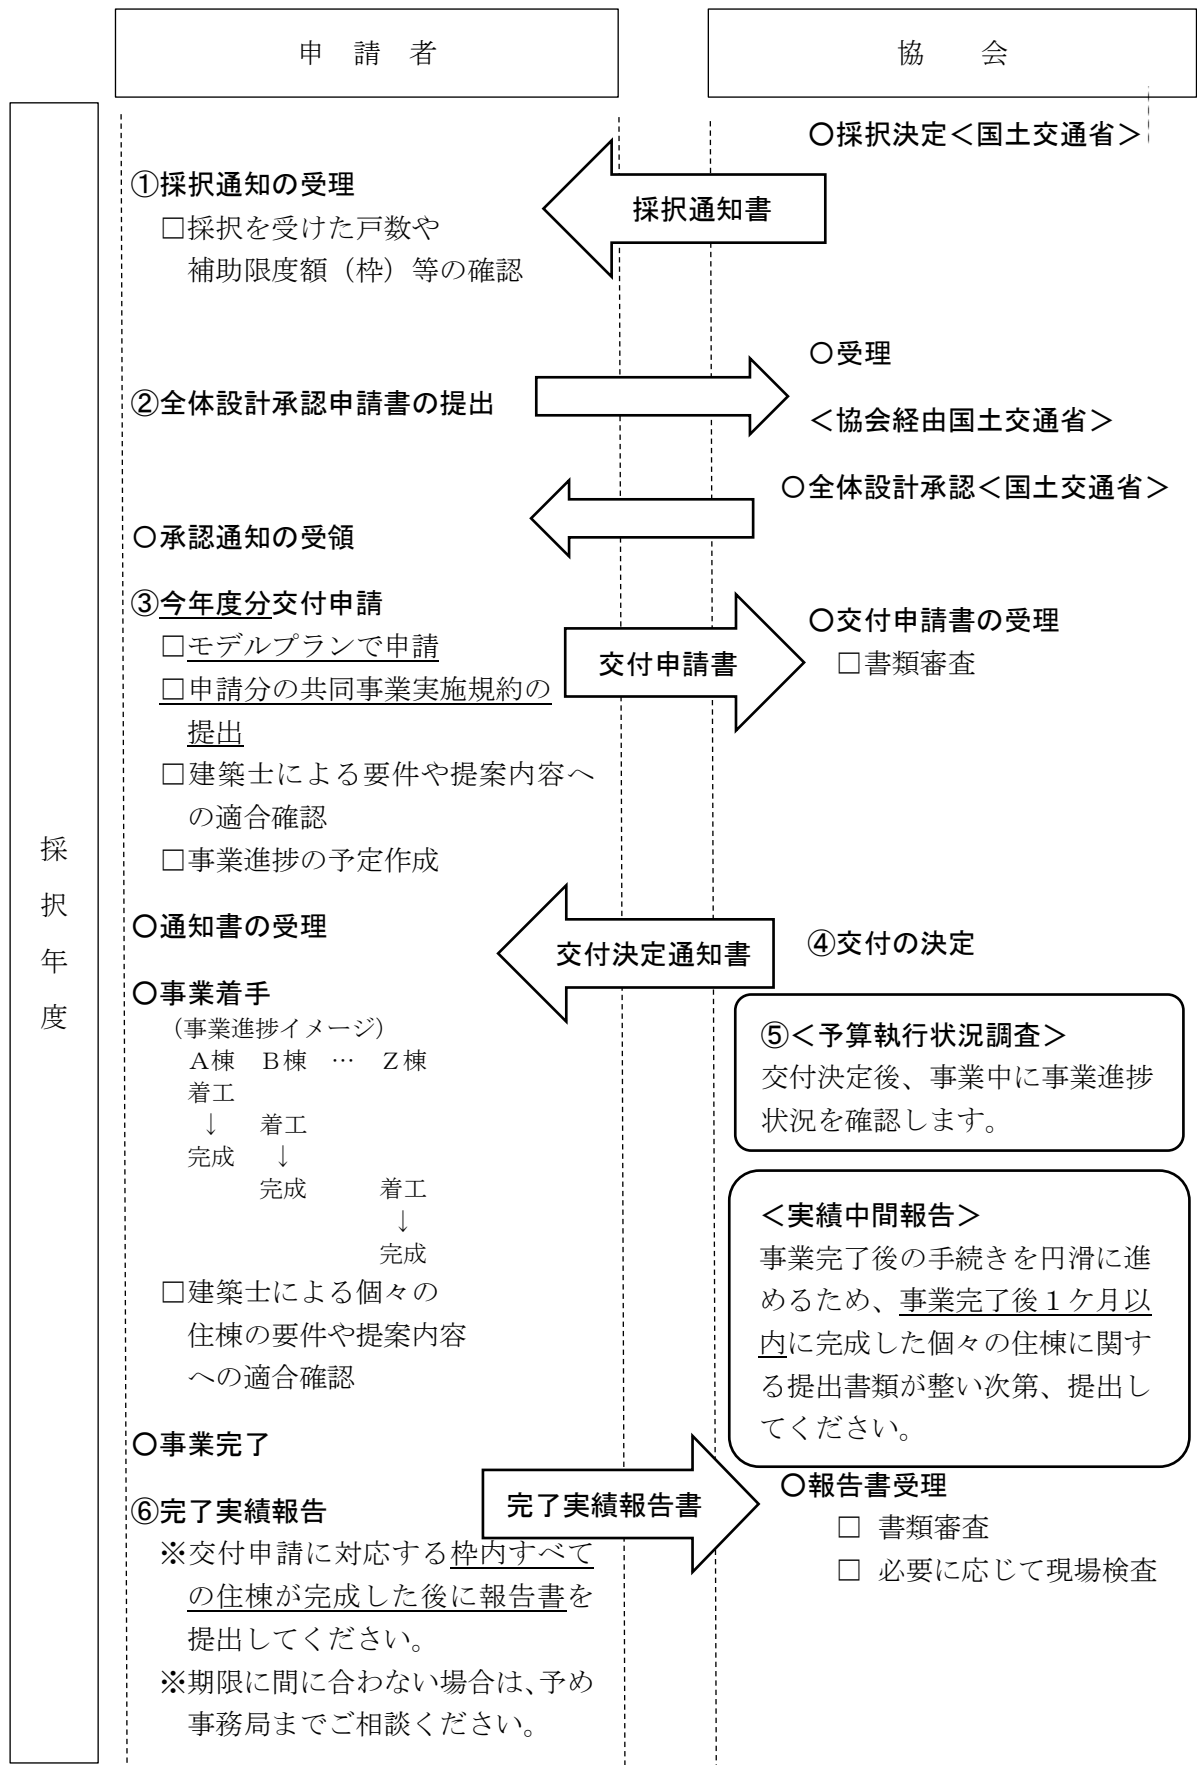 申　請　者
協　　会
採択年度
〇採択決定＜国土交通省＞
採択通知書
①採択通知の受理
□採択を受けた戸数や
補助限度額（枠）等の確認
〇受理
②全体設計承認申請書の提出
＜協会経由国土交通省＞
〇全体設計承認＜国土交通省＞
〇承認通知の受領
③今年度分交付申請
□モデルプランで申請
□申請分の共同事業実施規約の
提出
□建築士による要件や提案内容へ
の適合確認
□事業進捗の予定作成
交付申請書
〇交付申請書の受理
□書類審査
〇通知書の受理
交付決定通知書
④交付の決定
〇事業着手
（事業進捗イメージ）
Ａ棟　Ｂ棟　…　Ｚ棟
着工
↓　着工
完成　↓
完成　着工
↓
完成
□建築士による個々の
住棟の要件や提案内容
への適合確認
⑤＜予算執行状況調査＞
交付決定後、事業中に事業進捗
状況を確認します。
＜実績中間報告＞
事業完了後の手続きを円滑に進
めるため、事業完了後１ケ月以
内に完成した個々の住棟に関す
る提出書類が整い次第、提出し
てください。
〇事業完了
⑥完了実績報告
※交付申請に対応する枠内すべて
の住棟が完成した後に報告書を
提出してください。
※期限に間に合わない場合は、予め
事務局までご相談ください。
完了実績報告書
〇報告書受理
□ 書類審査
□ 必要に応じて現場検査